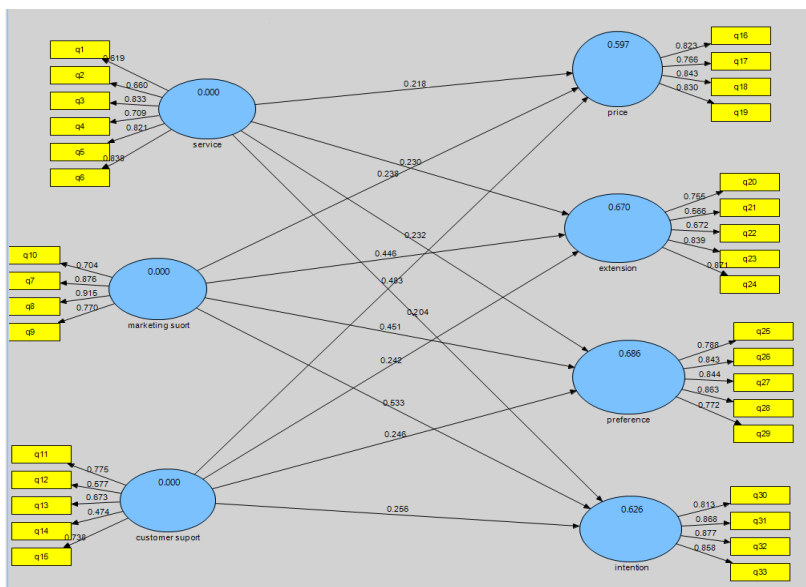 q1
0.619
q2
0.660
q3
0.833
q4
0.709
q5
0.821
q6
0.838
0.000
service
q10
0.704
q7
0.876
q8
0.915
q9
0.770
0.000
marketing suort
q11
0.775
q12
0.577
q13
0.673
q14
0.474
q15
0.738
0.000
customer suport
0.218
0.230
0.238
0.232
0.446
0.483
0.204
0.451
0.242
0.533
0.246
0.256
0.597
price
0.823
q16
0.766
q17
0.843
q18
0.830
q19
0.670
extension
0.755
q20
0.566
q21
0.672
q22
0.839
q23
0.871
q24
0.686
preference
0.788
q25
0.843
q26
0.844
q27
0.863
q28
0.772
q29
0.626
intention
0.813
q30
0.868
q31
0.877
q32
0.858
q33